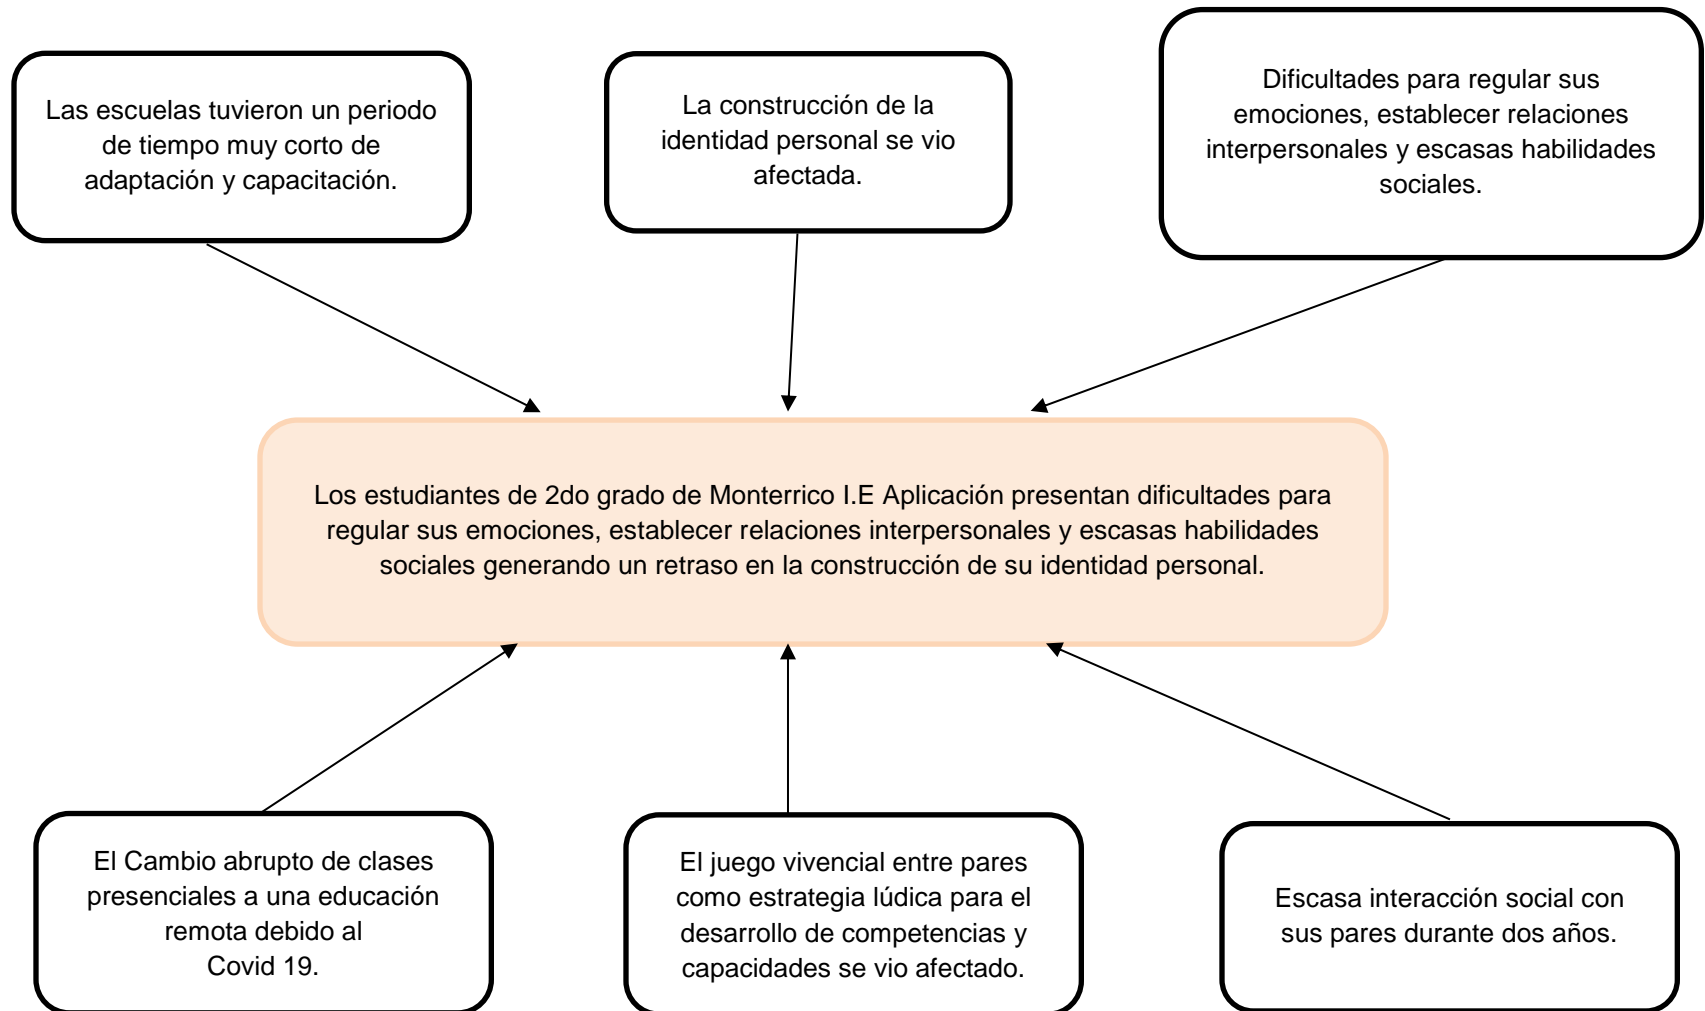 Las escuelas tuvieron un periodo
de tiempo muy corto de
adaptación y capacitación.
La construcción de la
identidad personal se vio
afectada.
Dificultades para regular sus
emociones, establecer relaciones
interpersonales y escasas habilidades
sociales.
Los estudiantes de 2do grado de Monterrico I.E Aplicación presentan dificultades para
regular sus emociones, establecer relaciones interpersonales y escasas habilidades
sociales generando un retraso en la construcción de su identidad personal.
El Cambio abrupto de clases
presenciales a una educación
remota debido al
Covid 19.
El juego vivencial entre pares
como estrategia lúdica para el
desarrollo de competencias y
capacidades se vio afectado.
Escasa interacción social con
sus pares durante dos años.